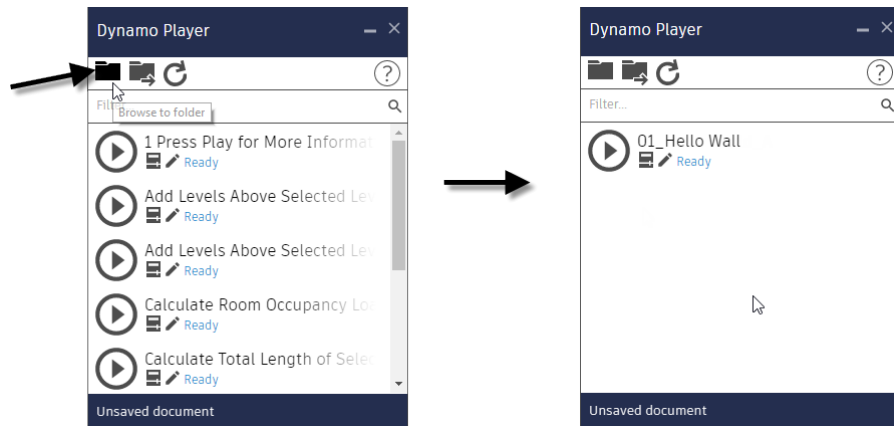 Dynamo Player
Filter...
Browse to folder
1 Press Play for More Informat
Ready
Add Levels Above Selected Lev
Ready
Add Levels Above Selected Lev
Ready
Calculate Room Occupancy Loa
Ready
Calculate Total Length of Selec
Ready
Unsaved document
Dynamo Player
Filter...
01_Hello Wall
Ready
Unsaved document